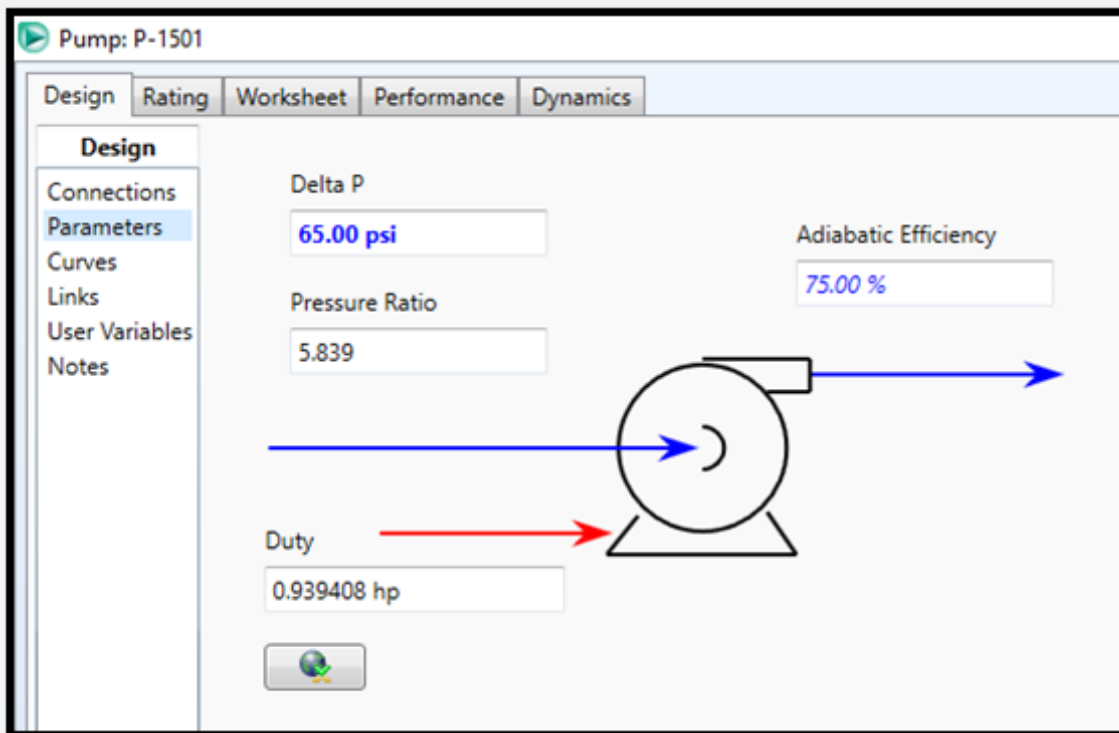 Pump: P-1501
Design Rating Worksheet Performance Dynamics
Design
Connections
Parameters
Curves
Links
User Variables
Notes
Delta P
65.00 psi
Pressure Ratio
5.839
Adiabatic Efficiency
75.00 %
Duty
0.939408 hp